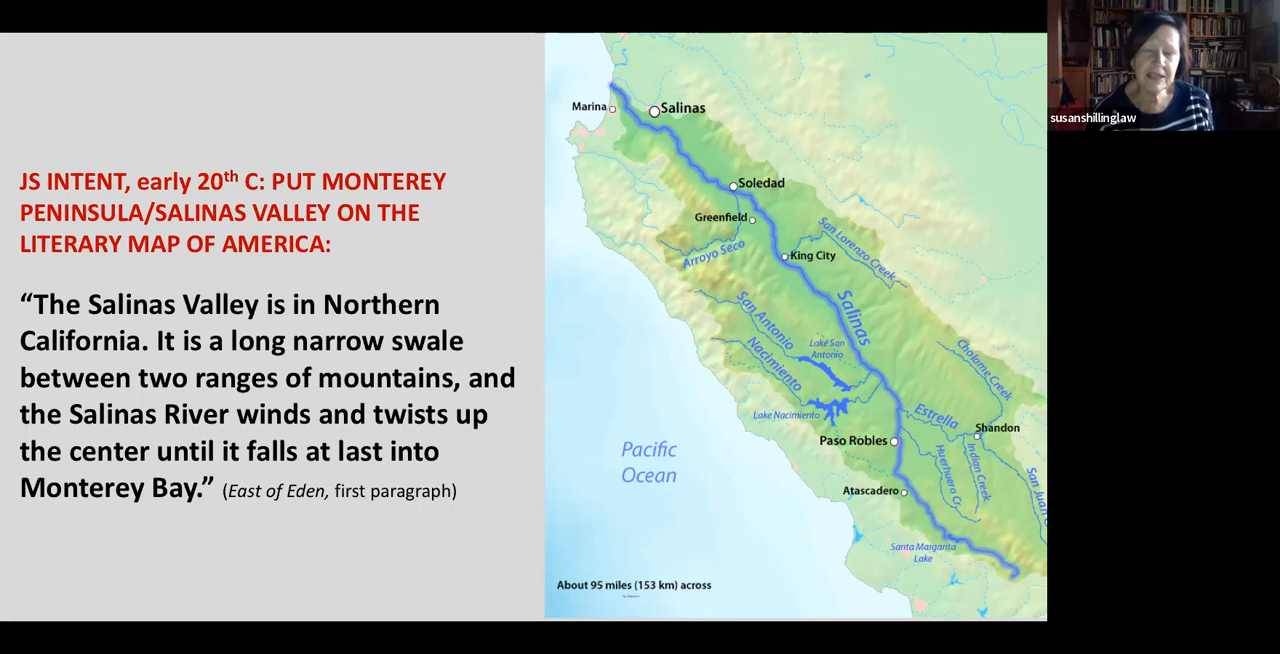 JS INTENT, early 20th C: PUT MONTEREY
PENINSULA/SALINAS VALLEY ON THE
LITERARY MAP OF AMERICA:
“The Salinas Valley is in Northern
California. It is a long narrow swale
between two ranges of mountains, and
the Salinas River winds and twists up
the center until it falls at last into
Monterey Bay.” (East of Eden, first paragraph)
Marina
Salinas
Soledad
Greenfield
Arroyo Seco
San Lorenzo Creek
King City
Salinas
San Antonio
Nacimiento
Lake San
Antonio
Lake Nacimiento
Cholame Creek
Estrella
Shandon
Paso Robles
Huerhuero Cr.
Indian Creek
San Juan
Atascadero
Santa Margarita
Lake
Pacific
Ocean
About 95 miles (153 km) across
susanshillinglaw